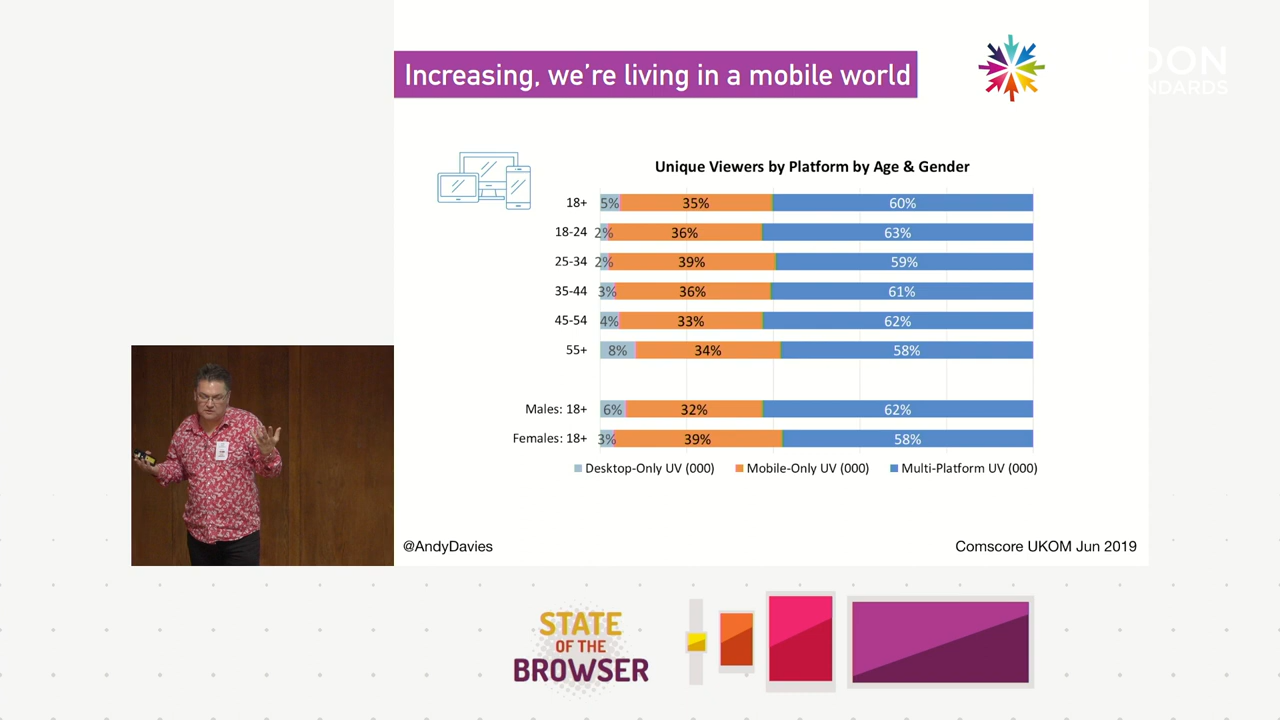 Increasing, we're living in a mobile world
NDARDS
Unique Viewers by Platform by Age & Gender
18+ 5% 35% 60%
18-24 2% 36% 63%
25-34 2% 39% 59%
35-44 3% 36% 61%
45-54 4% 33% 62%
55+ 8% 34% 58%
Males: 18+ 6% 32% 62%
Females: 18+ 3% 39% 58%
Desktop-Only UV (000) Mobile-Only UV (000) Multi-Platform UV (000)
@AndyDavies Comscore UKOM Jun 2019
STATE
OF THE
BROWSER